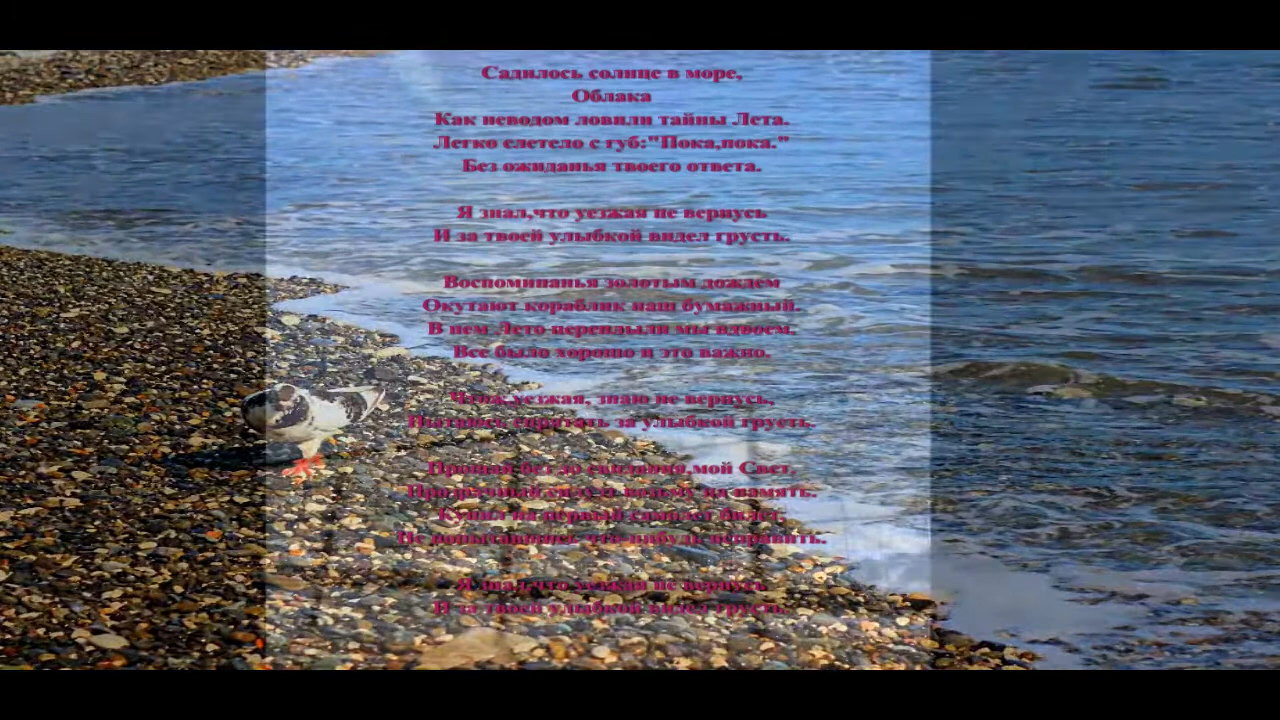 Садилось солнце в море,
Облака
Как неводом ловили тайны Лета.
Легко слетело с губ:"Пока,пока."
Без ожиданья твоего ответа.
Я знал,что уезжая не вернусь
И за твоей улыбкой видел грусть.
Воспоминанья золотым дождем
Окутают кораблик наш бумажный.
В нем Лето переплыли мы вдвоем.
Все было хорошо и это важно.
Чтож,уезжая, знаю не вернусь,
Пытаюсь спрятать за улыбкой грусть.
Прощай без до свидания,мой Свет,
Прозрачный силуэт возьму на память.
Купил на первый самолет билет,
Не попытавшись что-нибудь исправить.
Я знал,что уезжая не вернусь
И за твоей улыбкой видел грусть.